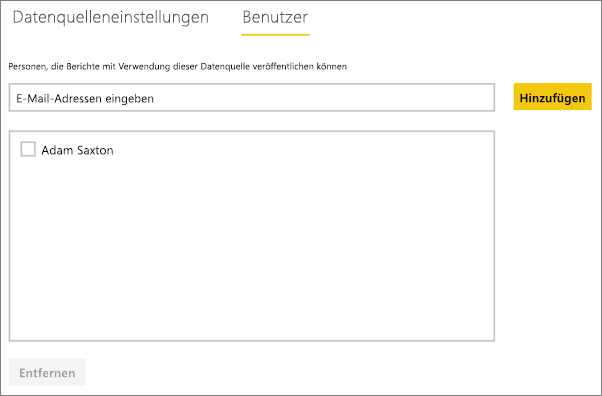 Datenquelleneinstellungen Benutzer
Personen, die Berichte mit Verwendung dieser Datenquelle veröffentlichen können
E-Mail-Adressen eingeben Hinzufügen
Adam Saxton
Entfernen